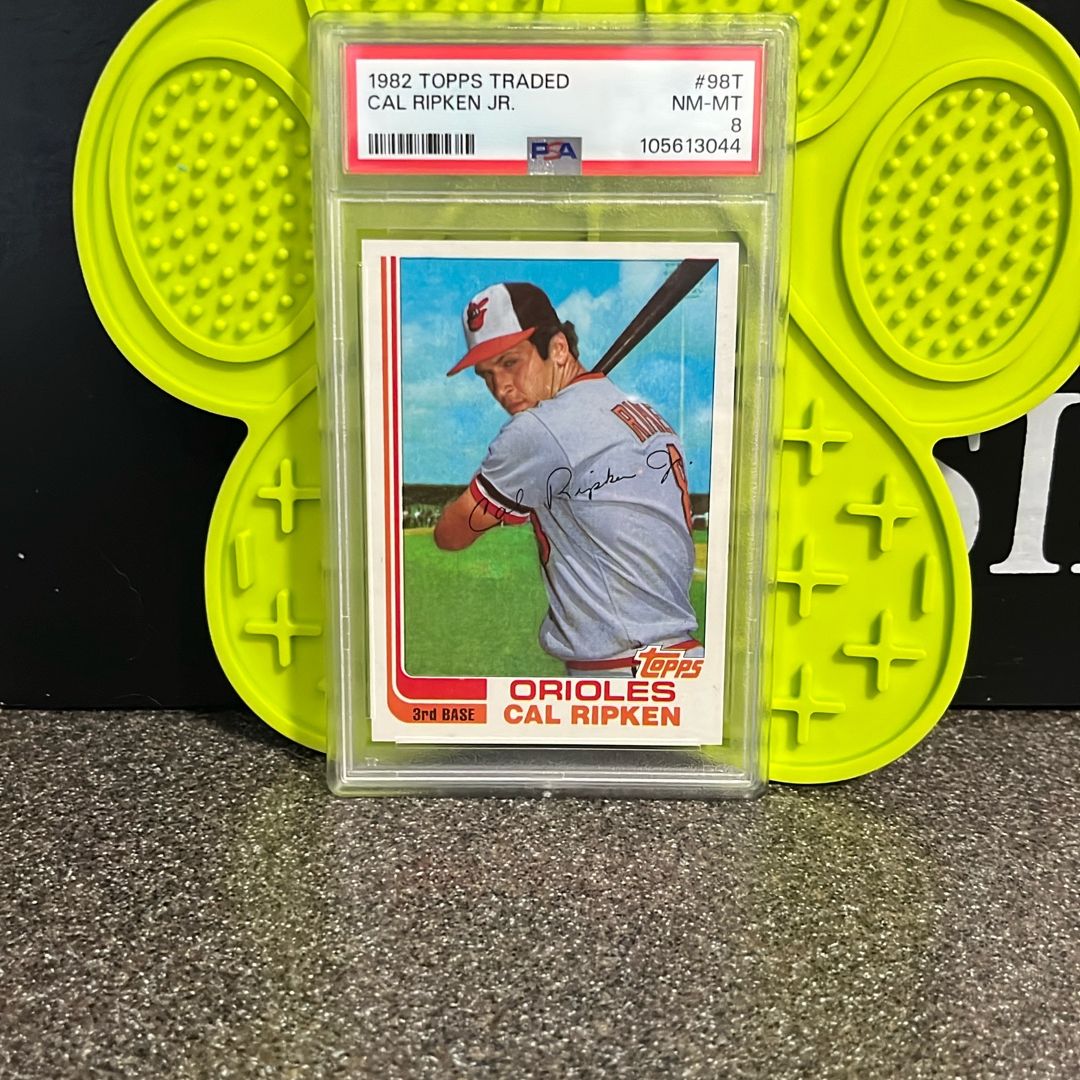 1982 TOPPS TRADED #98T
CAL RIPKEN JR. NM-MT
8
PSA 105613044
Cal Ripken Jr.
topps
ORIOLES
3rd BASE CAL RIPKEN